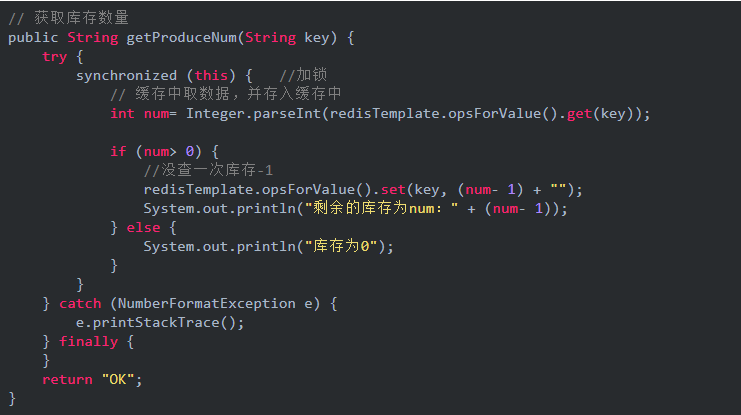 // 获取库存数量
public String getProduceNum(String key) {
    try {
        synchronized (this) {   //加锁
            // 缓存中取数据，并存入缓存中
            int num= Integer.parseInt(redisTemplate.opsForValue().get(key));

            if (num> 0) {
                //没查一次库存-1
                redisTemplate.opsForValue().set(key, (num- 1) + "");
                System.out.println("剩余的库存为num：" + (num- 1));
            } else {
                System.out.println("库存为0");
            }
        }
    } catch (NumberFormatException e) {
        e.printStackTrace();
    } finally {
    }
    return "OK";
}